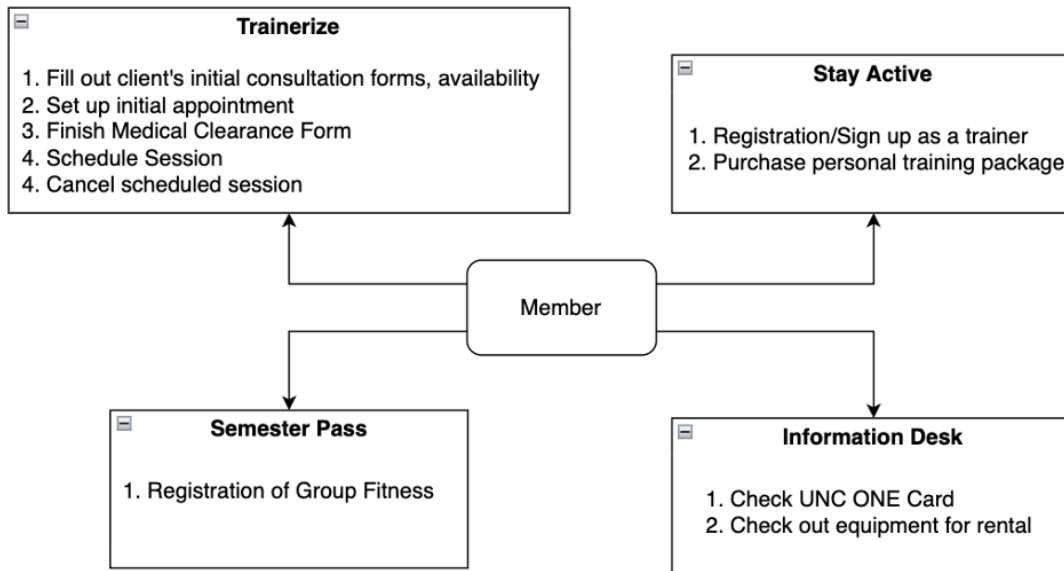 Trainerize
1. Fill out client's initial consultation forms, availability
2. Set up initial appointment
3. Finish Medical Clearance Form
4. Schedule Session
4. Cancel scheduled session
Stay Active
1. Registration/Sign up as a trainer
2. Purchase personal training package
Member
Semester Pass
1. Registration of Group Fitness
Information Desk
1. Check UNC ONE Card
2. Check out equipment for rental